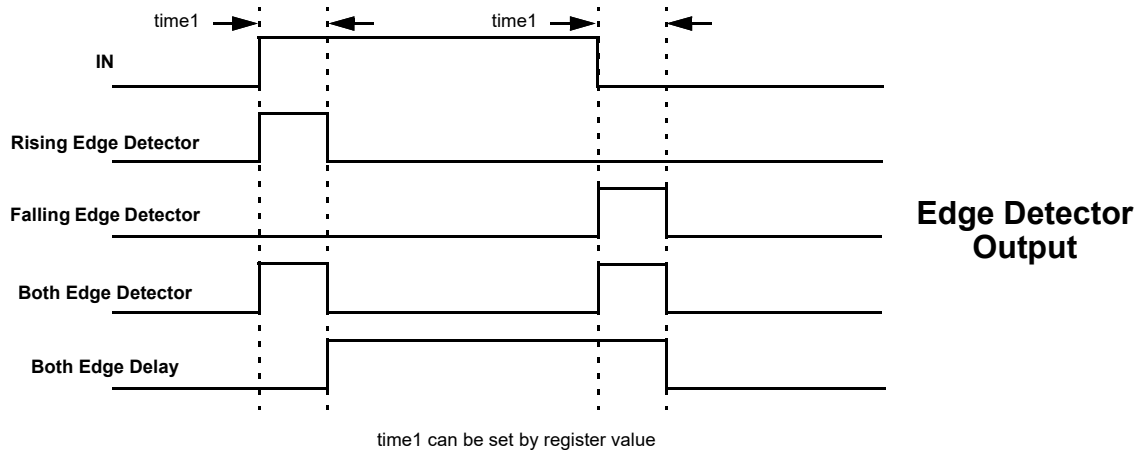 time1
time1
IN
Rising Edge Detector
Falling Edge Detector
Edge Detector
Output
Both Edge Detector
Both Edge Delay
time1 can be set by register value